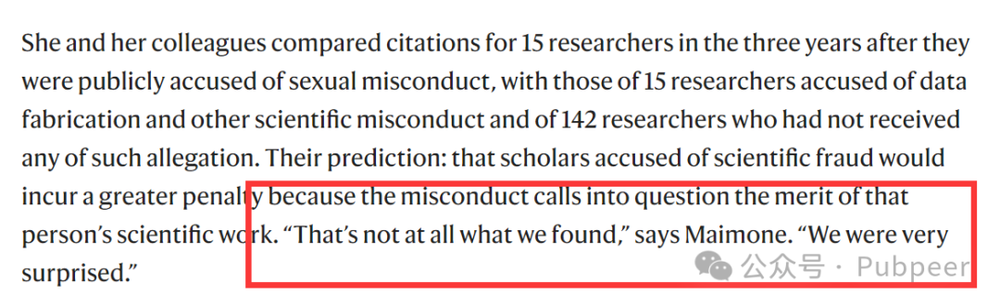 She and her colleagues compared citations for 15 researchers in the three years after they
were publicly accused of sexual misconduct, with those of 15 researchers accused of data
fabrication and other scientific misconduct and of 142 researchers who had not received
any of such allegation. Their prediction: that scholars accused of scientific fraud would
incur a greater penalty because the misconduct calls into question the merit of that
person’s scientific work. “That’s not at all what we found,” says Maimone. “We were very
surprised.”
公众号 · Pubpeer